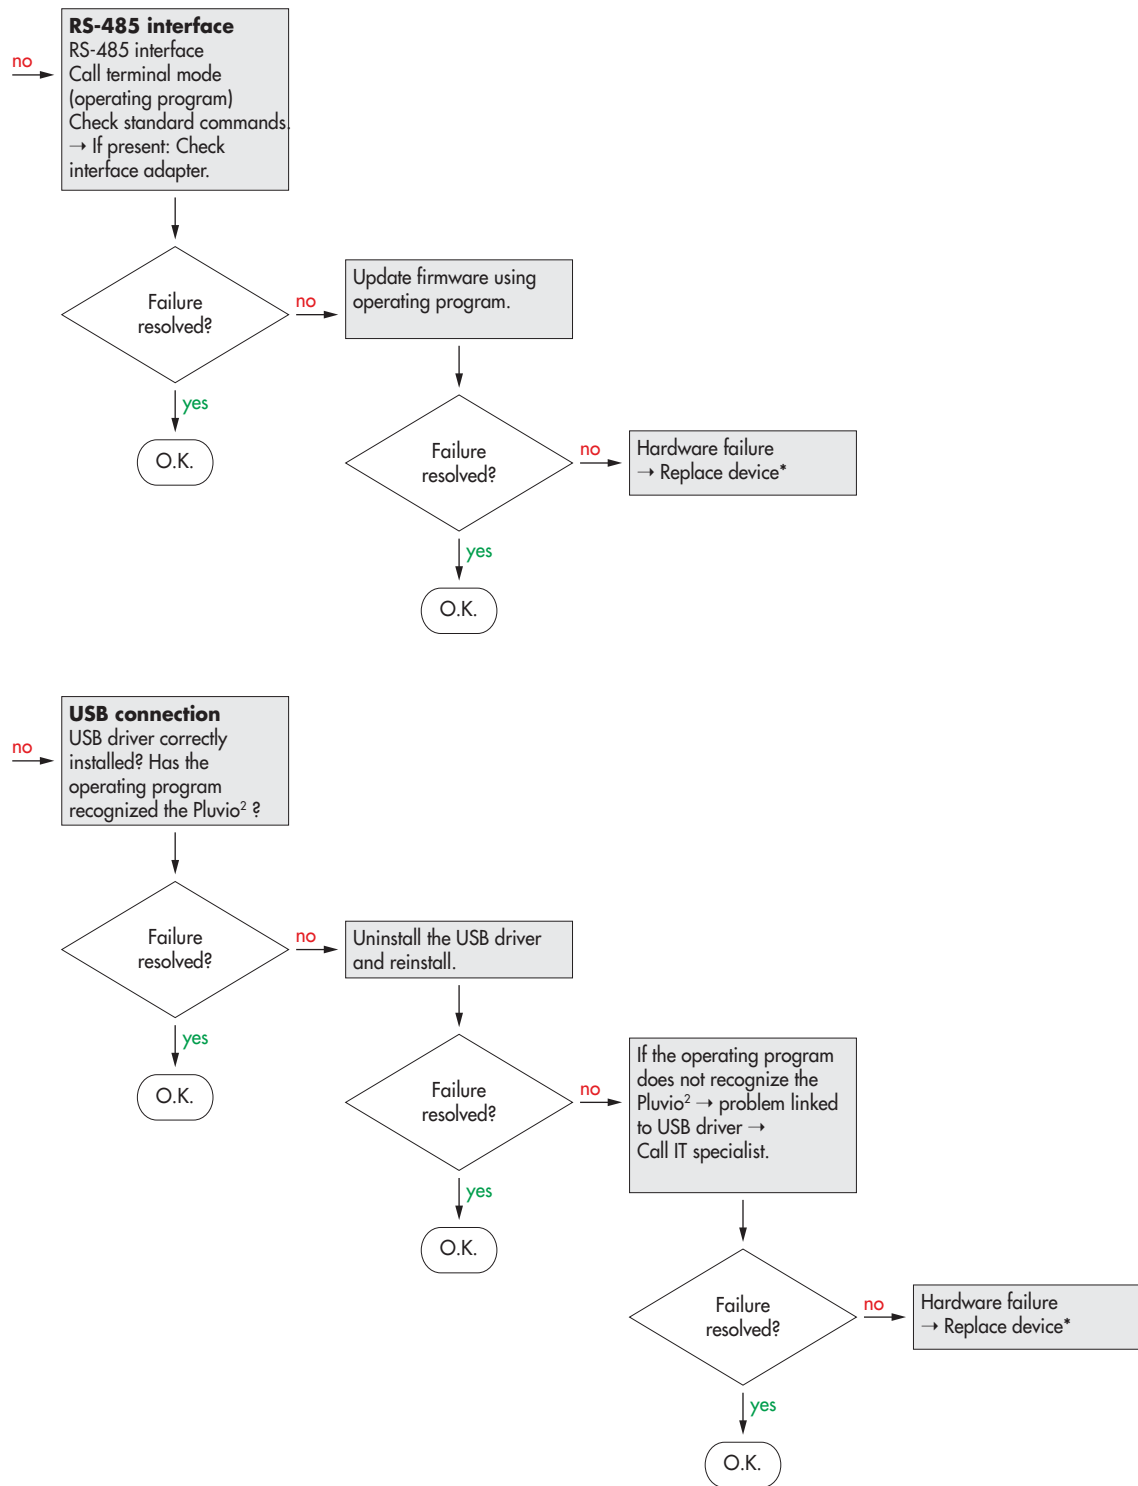 RS-485 interface
RS-485 interface
no
Call terminal mode
(operating program)
Check standard commands.
→ If present: Check
interface adapter.
Failure
resolved?
no
Update firmware using
operating program.
yes
O.K.
Failure
resolved?
no
Hardware failure
→ Replace device*
yes
O.K.
USB connection
USB driver correctly
no
installed? Has the
operating program
recognized the Pluvio² ?
Failure
resolved?
no
Uninstall the USB driver
and reinstall.
yes
O.K.
Failure
resolved?
no
If the operating program
does not recognize the
Pluvio² → problem linked
to USB driver →
Call IT specialist.
yes
O.K.
Failure
resolved?
no
Hardware failure
→ Replace device*
yes
O.K.